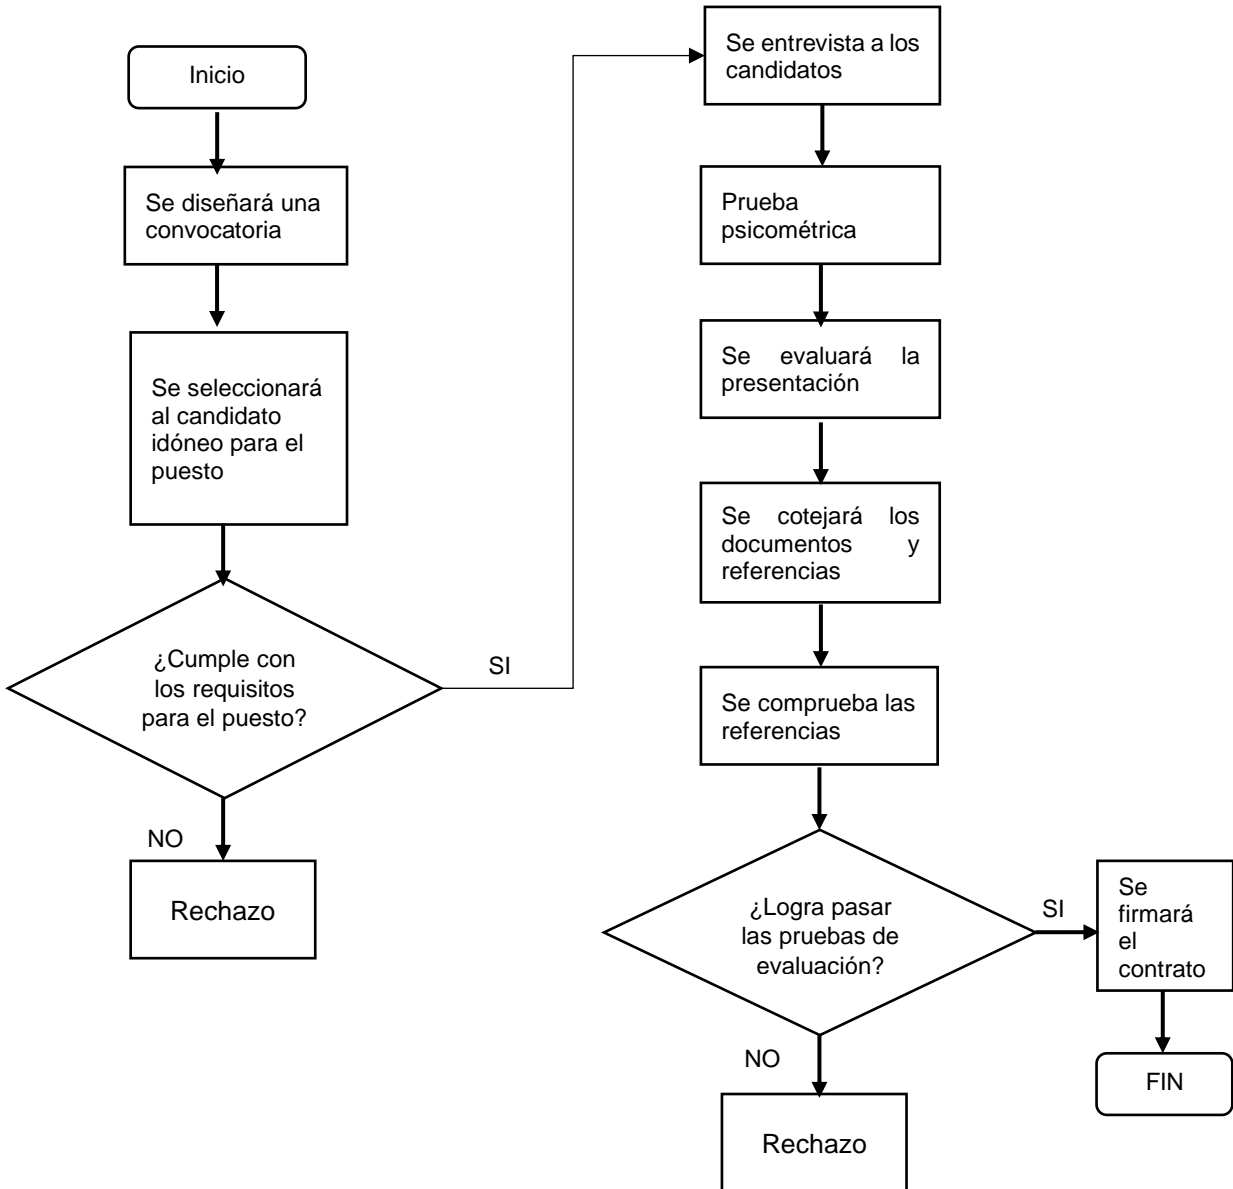 Inicio
Se diseñará una
convocatoria
Se seleccionará
al candidato
idóneo para el
puesto
¿Cumple con
los requisitos
para el puesto?
SI
NO
Rechazo
Se entrevista a los
candidatos
Prueba
psicométrica
Se evaluará la
presentación
Se cotejará los
documentos y
referencias
Se comprueba las
referencias
¿Logra pasar
las pruebas de
evaluación?
SI
Se
firmará
el
contrato
FIN
NO
Rechazo